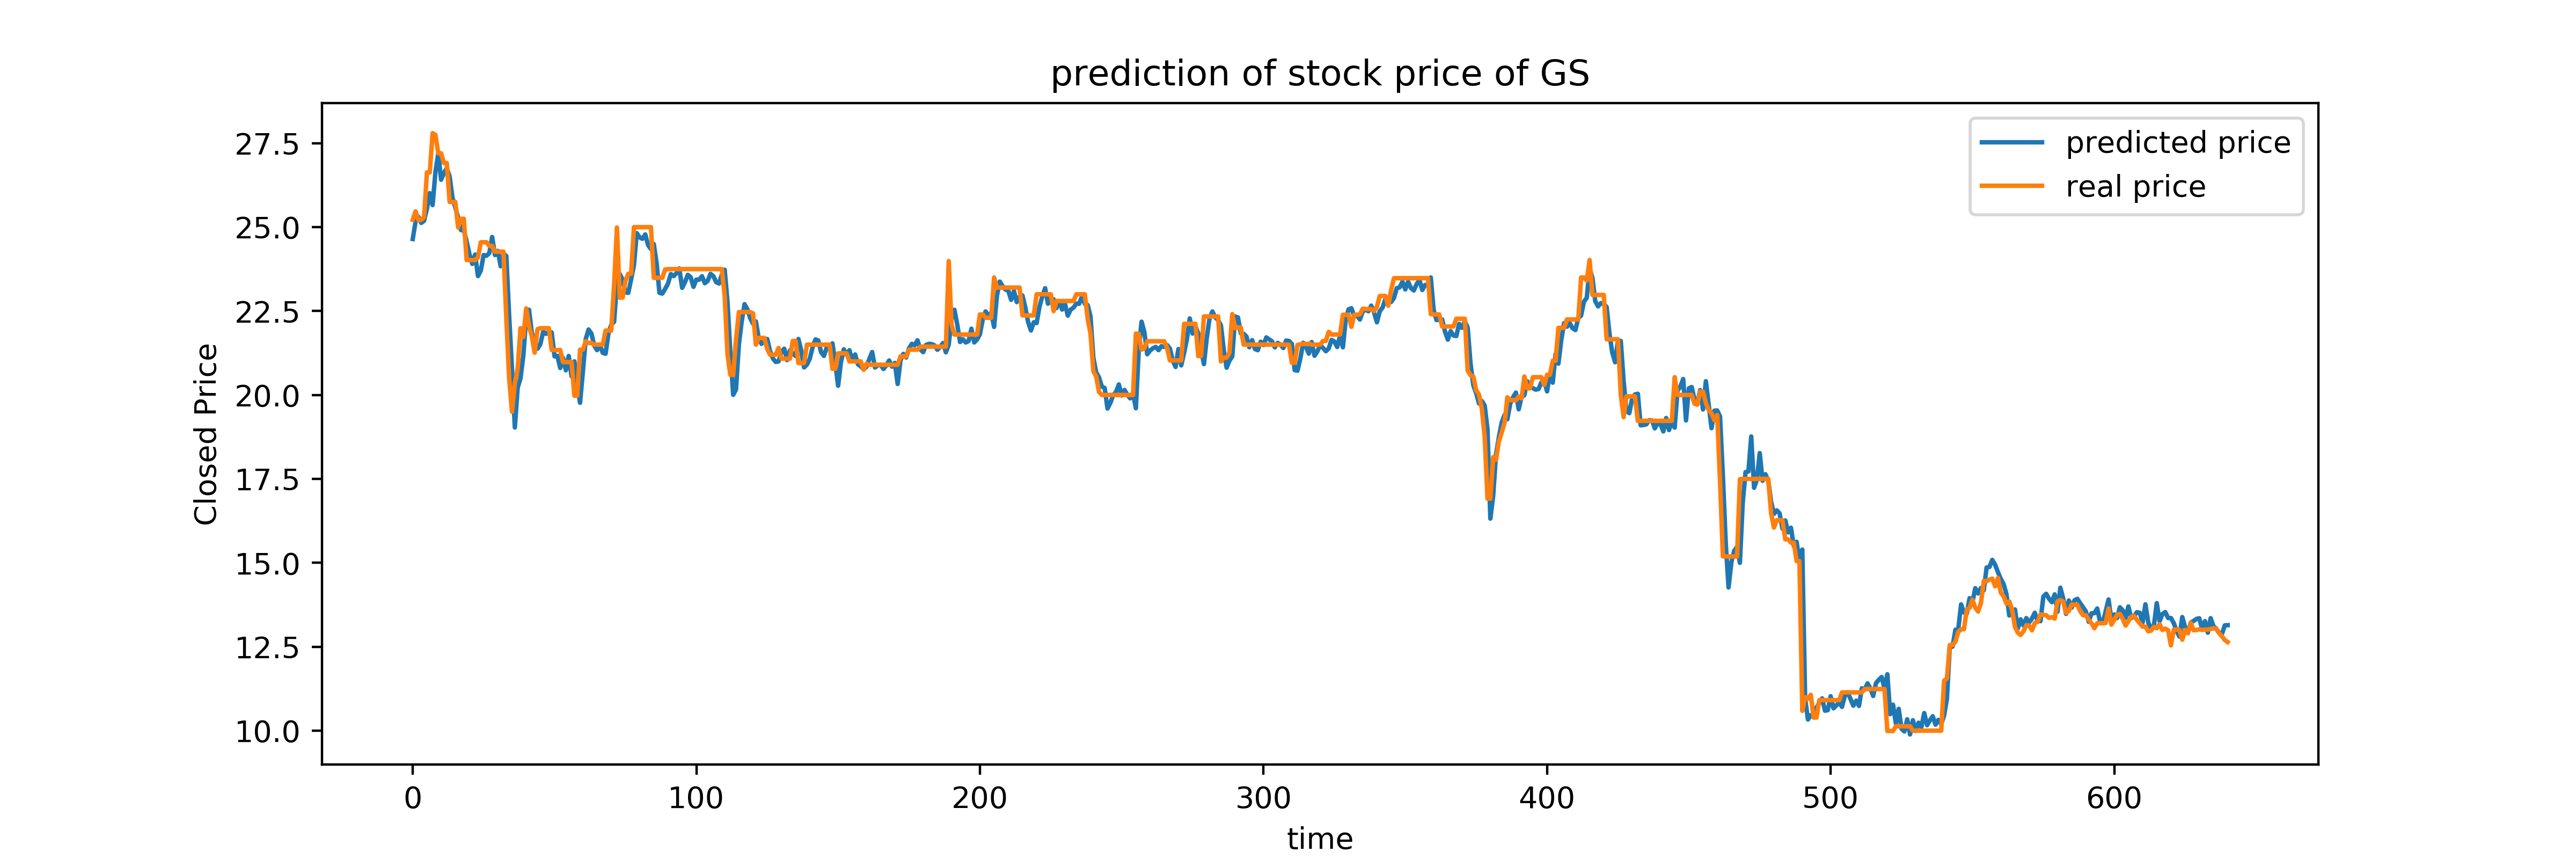 prediction of stock price of GS
predicted price
real price
Closed Price
27.5
25.0
22.5
20.0
17.5
15.0
12.5
10.0
0 100 200 300 400 500 600
time